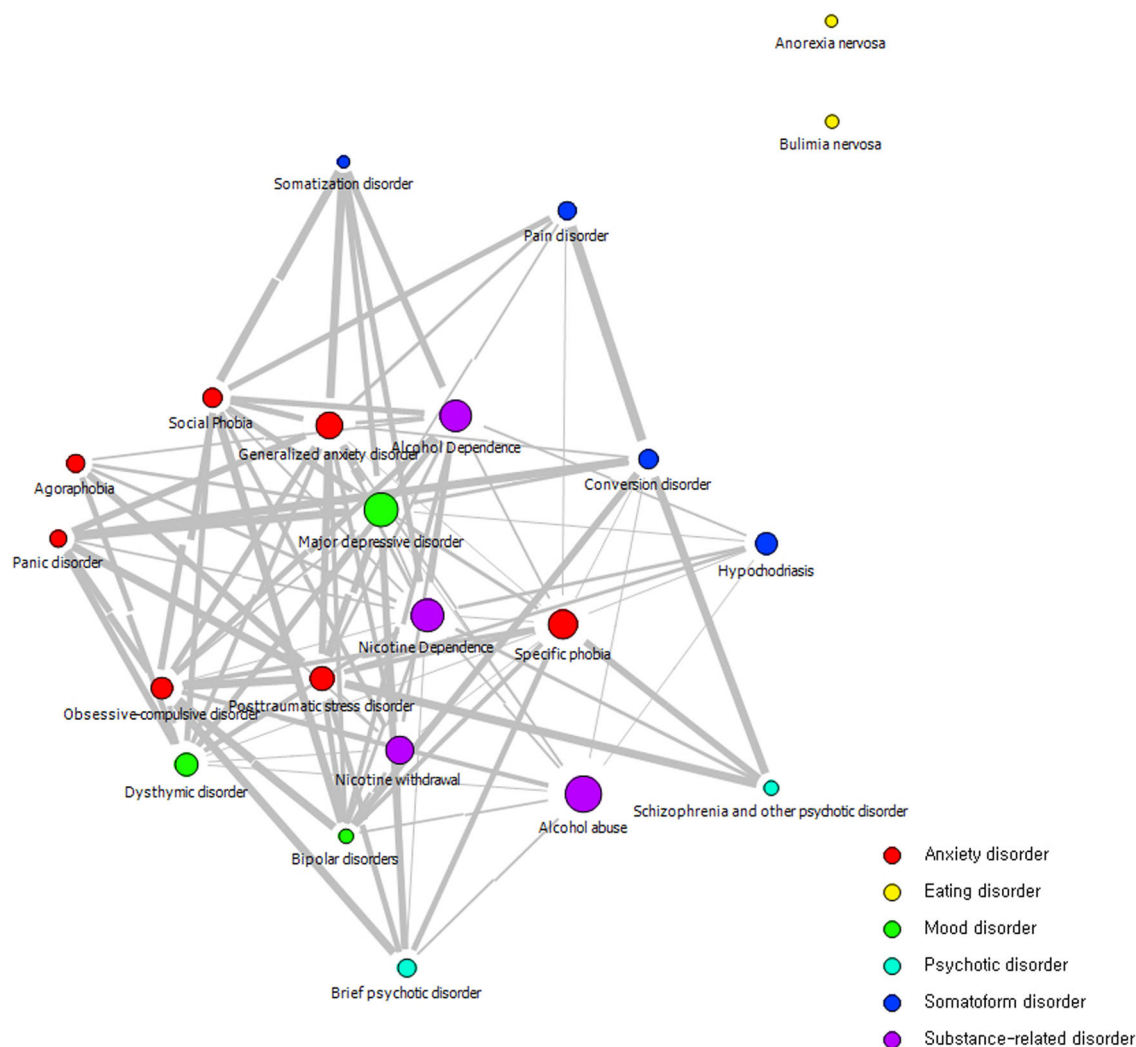 Anorexia nervosa
Bulimia nervosa
Somatization disorder
Pain disorder
Social Phobia
Generalized anxiety disorder
Alcohol Dependence
Agoraphobia
Conversion disorder
Major depressive disorder
Panic disorder
Hypochodriasis
Nicotine Dependence
Specific phobia
Obsessive-compulsive disorder
Posttraumatic stress disorder
Nicotine withdrawal
Dysthymic disorder
Alcohol abuse
Schizophrenia and other psychotic disorder
Bipolar disorders
Brief psychotic disorder
Anxiety disorder
Eating disorder
Mood disorder
Psychotic disorder
Somatoform disorder
Substance-related disorder